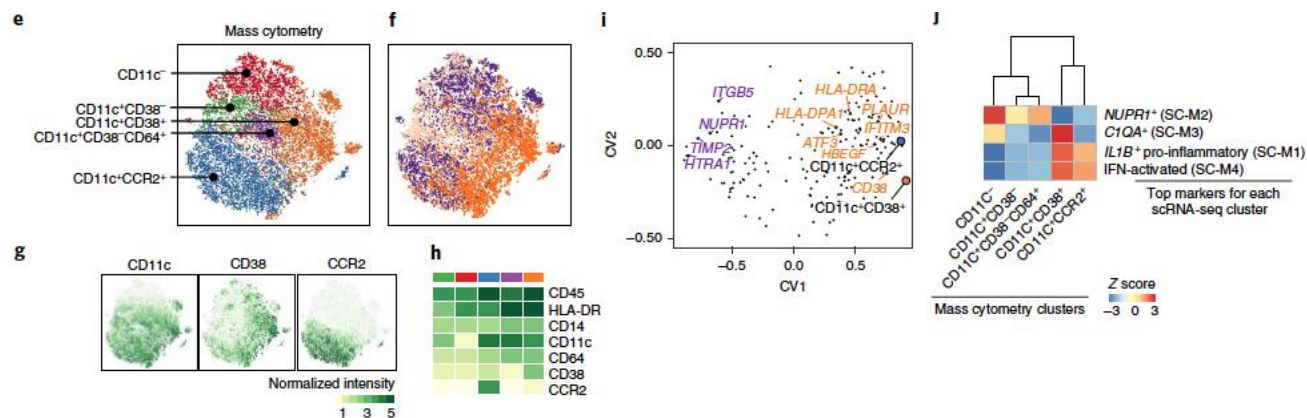 e
Mass cytometry
CD11c⁻
CD11c⁺CD38⁻
CD11c⁺CD38⁺
CD11c⁺CD38⁻CD64⁺
CD11c⁺CCR2⁺
f
g
CD11c
CD38
CCR2
Normalized intensity
1 3 5
h
CD45
HLA-DR
CD14
CD11c
CD64
CD38
CCR2
i
CV2
0.50
0.00
−0.50
−0.5
0.0
0.5
CV1
ITGB5
NUPR1
TIMP2
HTRA1
HLA-DRA
PLAUR
HLA-DPA1
IFITM3
ATF3
HBEGF
CD11c⁺CCR2⁺
CD38
CD11c⁺CD38⁺
J
NUPR1⁺ (SC-M2)
C1QA⁺ (SC-M3)
IL1B⁺ pro-inflammatory (SC-M1)
IFN-activated (SC-M4)
Top markers for each
scRNA-seq cluster
CD11C⁻
CD11C⁺CD38⁻
CD11C⁺CD38⁻CD64⁺
CD11C⁺CD38⁺
CD11C⁺CCR2⁺
Mass cytometry clusters
Z score
−3 0 3